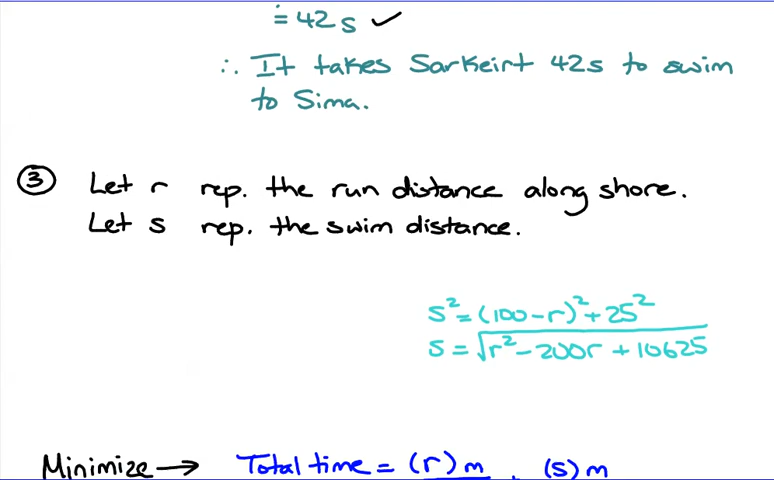 ≐ 42s ✓
∴ It takes Sarkeirt 42s to swim
to Sima.
③ Let r rep. the run distance along shore.
Let s rep. the swim distance.
s² = (100 - r)² + 25²
s = √(r² - 200r + 10625)
Minimize → Total time = (r) m (s) m